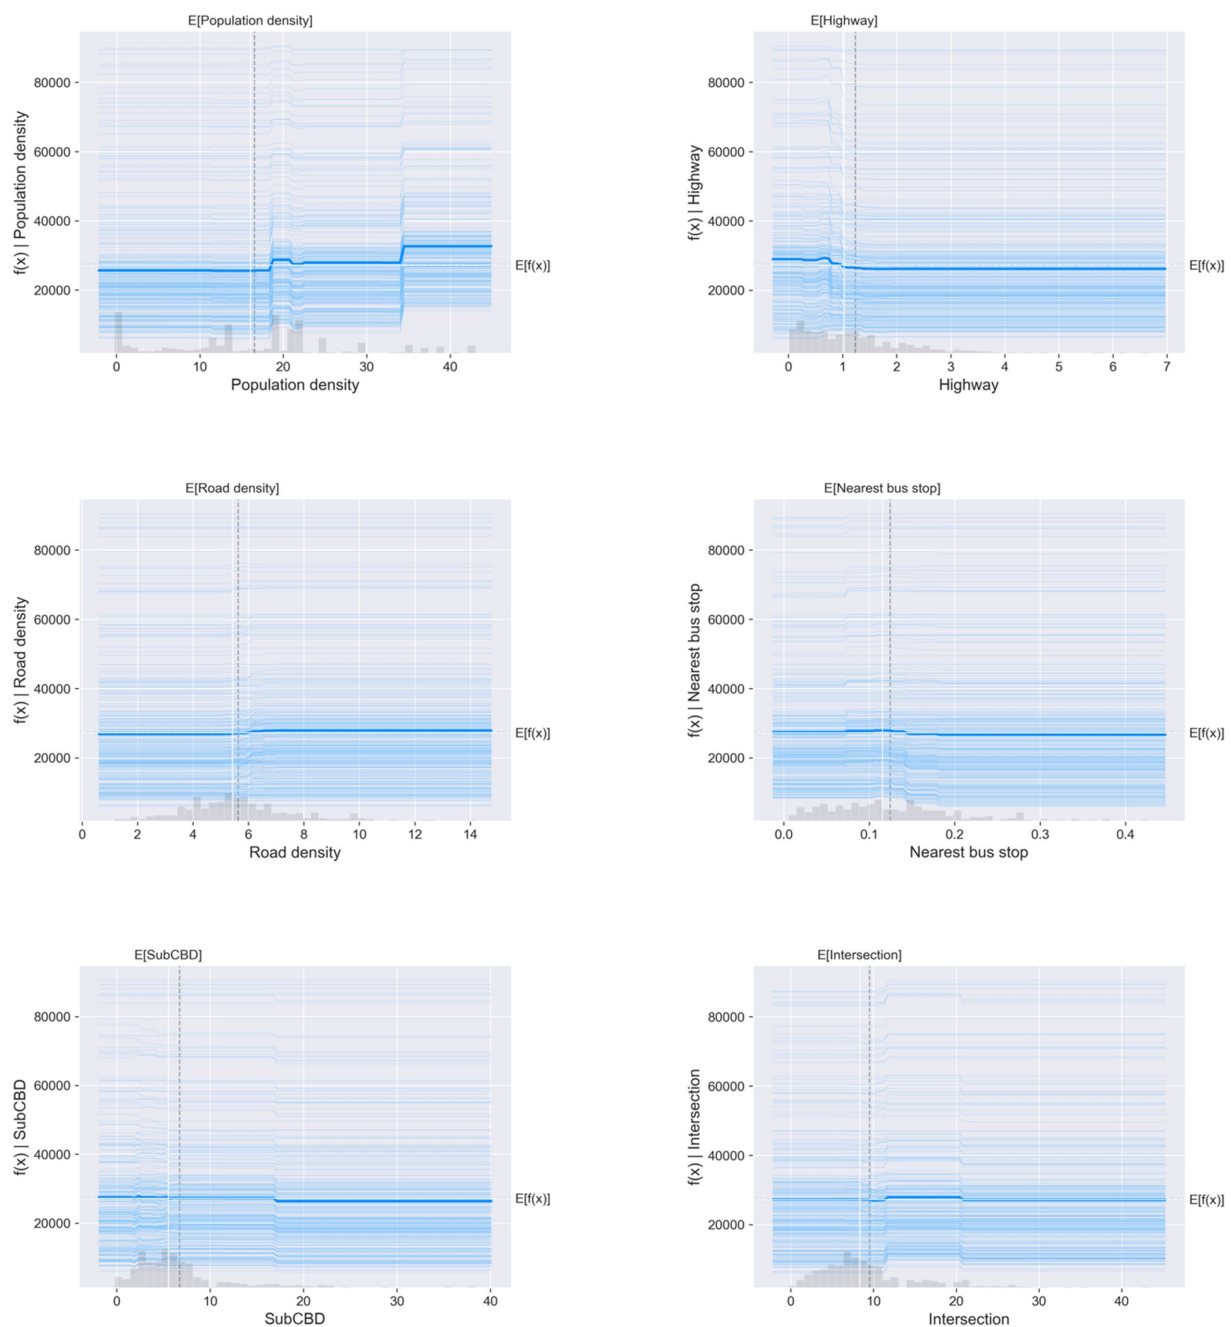 E[Population density]
80000
60000
40000
20000
f(x) | Population density
E[f(x)]
0 10 20 30 40
Population density
E[Highway]
80000
60000
40000
20000
f(x) | Highway
E[f(x)]
0 1 2 3 4 5 6 7
Highway
E[Road density]
80000
60000
40000
20000
f(x) | Road density
E[f(x)]
0 2 4 6 8 10 12 14
Road density
E[Nearest bus stop]
80000
60000
40000
20000
f(x) | Nearest bus stop
E[f(x)]
0.0 0.1 0.2 0.3 0.4
Nearest bus stop
E[SubCBD]
80000
60000
40000
20000
f(x) | SubCBD
E[f(x)]
0 10 20 30 40
SubCBD
E[Intersection]
80000
60000
40000
20000
f(x) | Intersection
E[f(x)]
0 10 20 30 40
Intersection